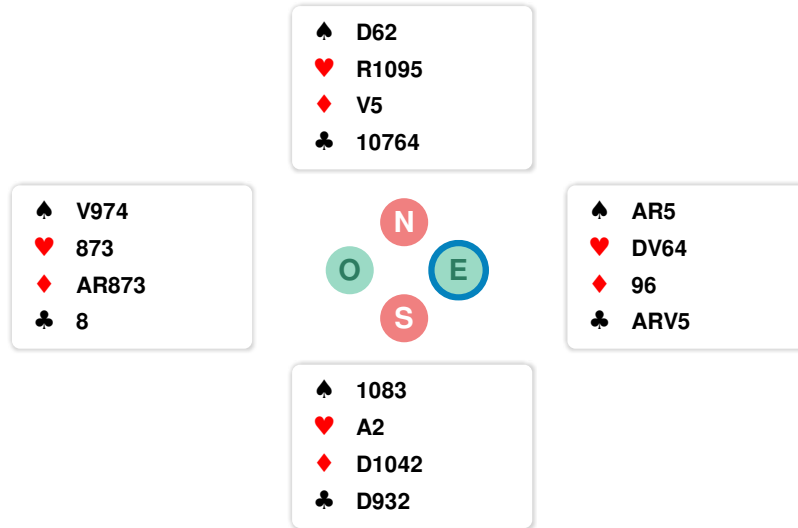 ♠ D62
♥ R1095
♦ V5
♣ 10764
♠ V974
♥ 873
♦ AR873
♣ 8
N
O
E
S
♠ AR5
♥ DV64
♦ 96
♣ ARV5
♠ 1083
♥ A2
♦ D1042
♣ D932